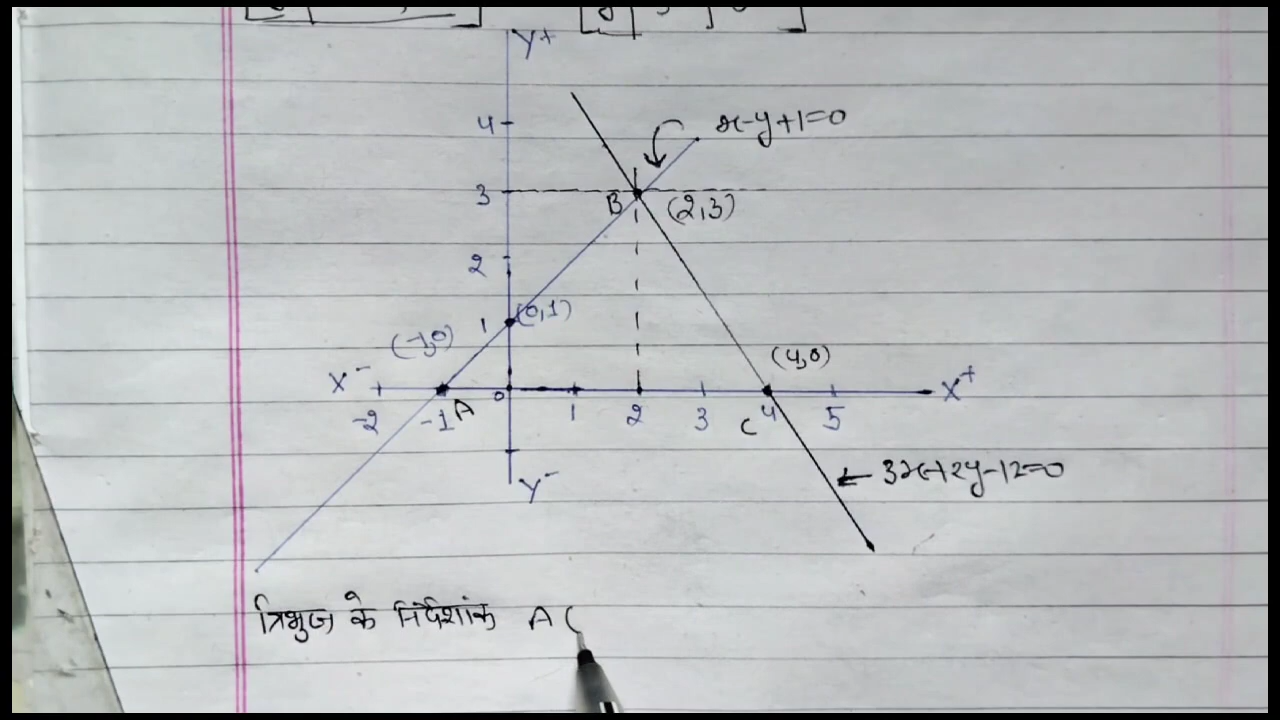 Y+
4
x-y+1=0
3
B
(2,3)
2
(0,1)
1
(-1,0)
(4,0)
X-
0
X+
-2
-1
A
1
2
3
C
4
5
Y-
3x+2y-12=0
त्रिभुज के निर्देशांक A (